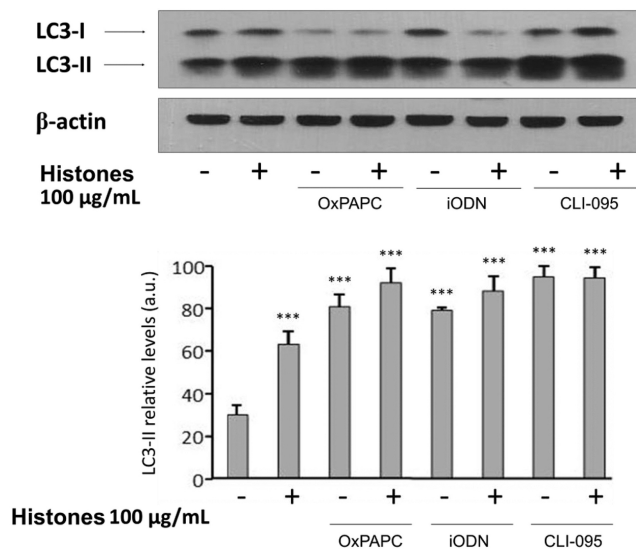 LC3-I
LC3-II
β-actin
Histones - + - + - + - +
100 µg/mL
OxPAPC iODN CLI-095
LC3-II relative levels (a.u.)
100
80
60
40
20
0
*** *** *** *** *** *** ***
- + - + - + - +
Histones 100 µg/mL
OxPAPC iODN CLI-095